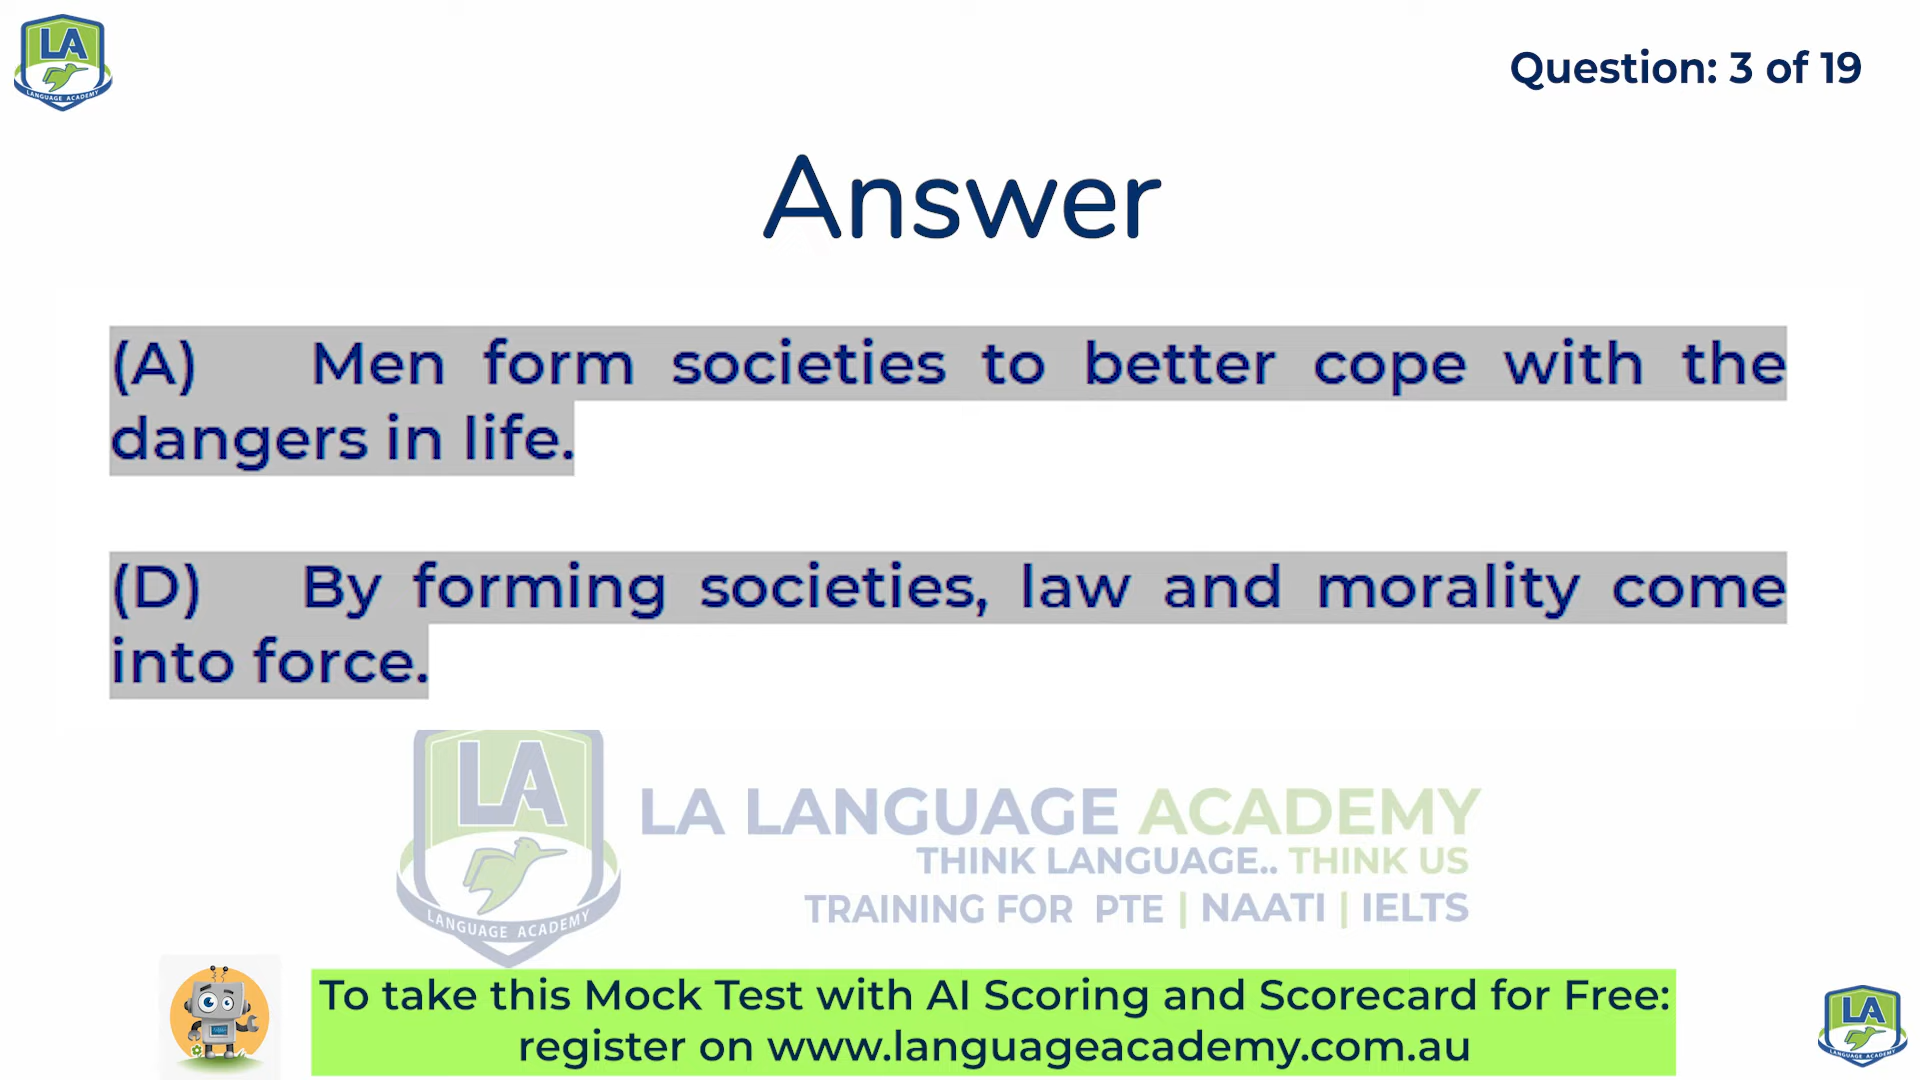 LA
LANGUAGE ACADEMY
Question: 3 of 19
Answer
(A) Men form societies to better cope with the
dangers in life.
(D) By forming societies, law and morality come
into force.
LA
LANGUAGE ACADEMY
LA LANGUAGE ACADEMY
THINK LANGUAGE.. THINK US
TRAINING FOR PTE | NAATI | IELTS
To take this Mock Test with AI Scoring and Scorecard for Free:
register on www.languageacademy.com.au
LA
LANGUAGE ACADEMY